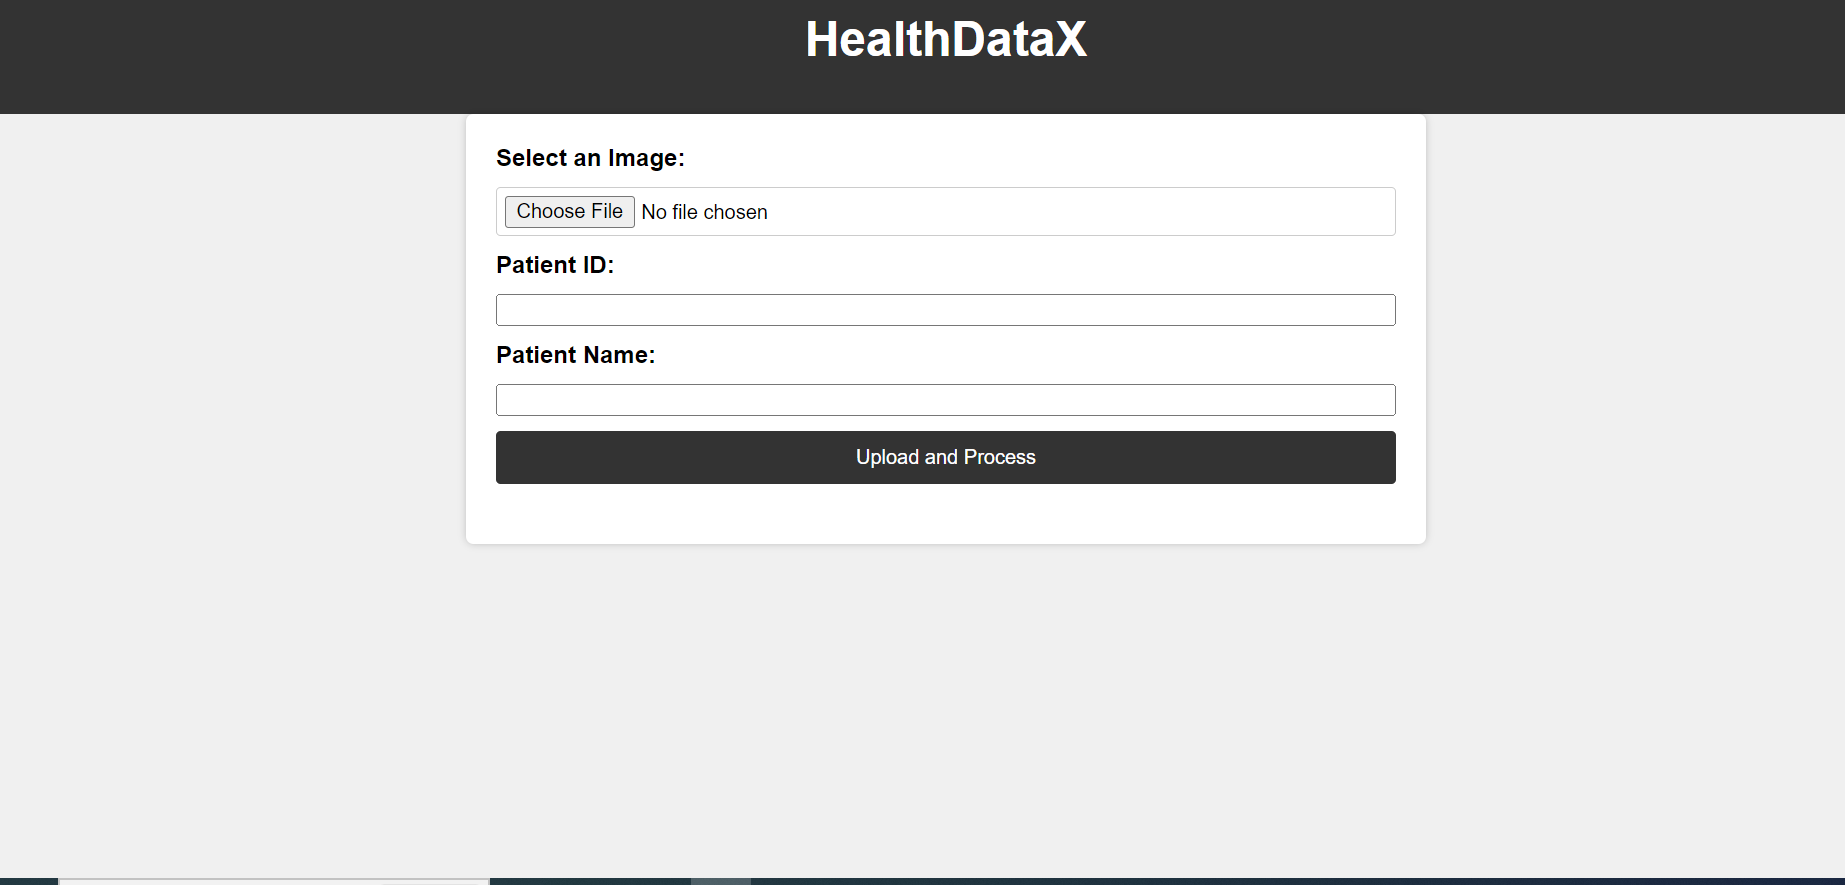 HealthDataX
Select an Image:
Choose File No file chosen
Patient ID:
Patient Name:
Upload and Process